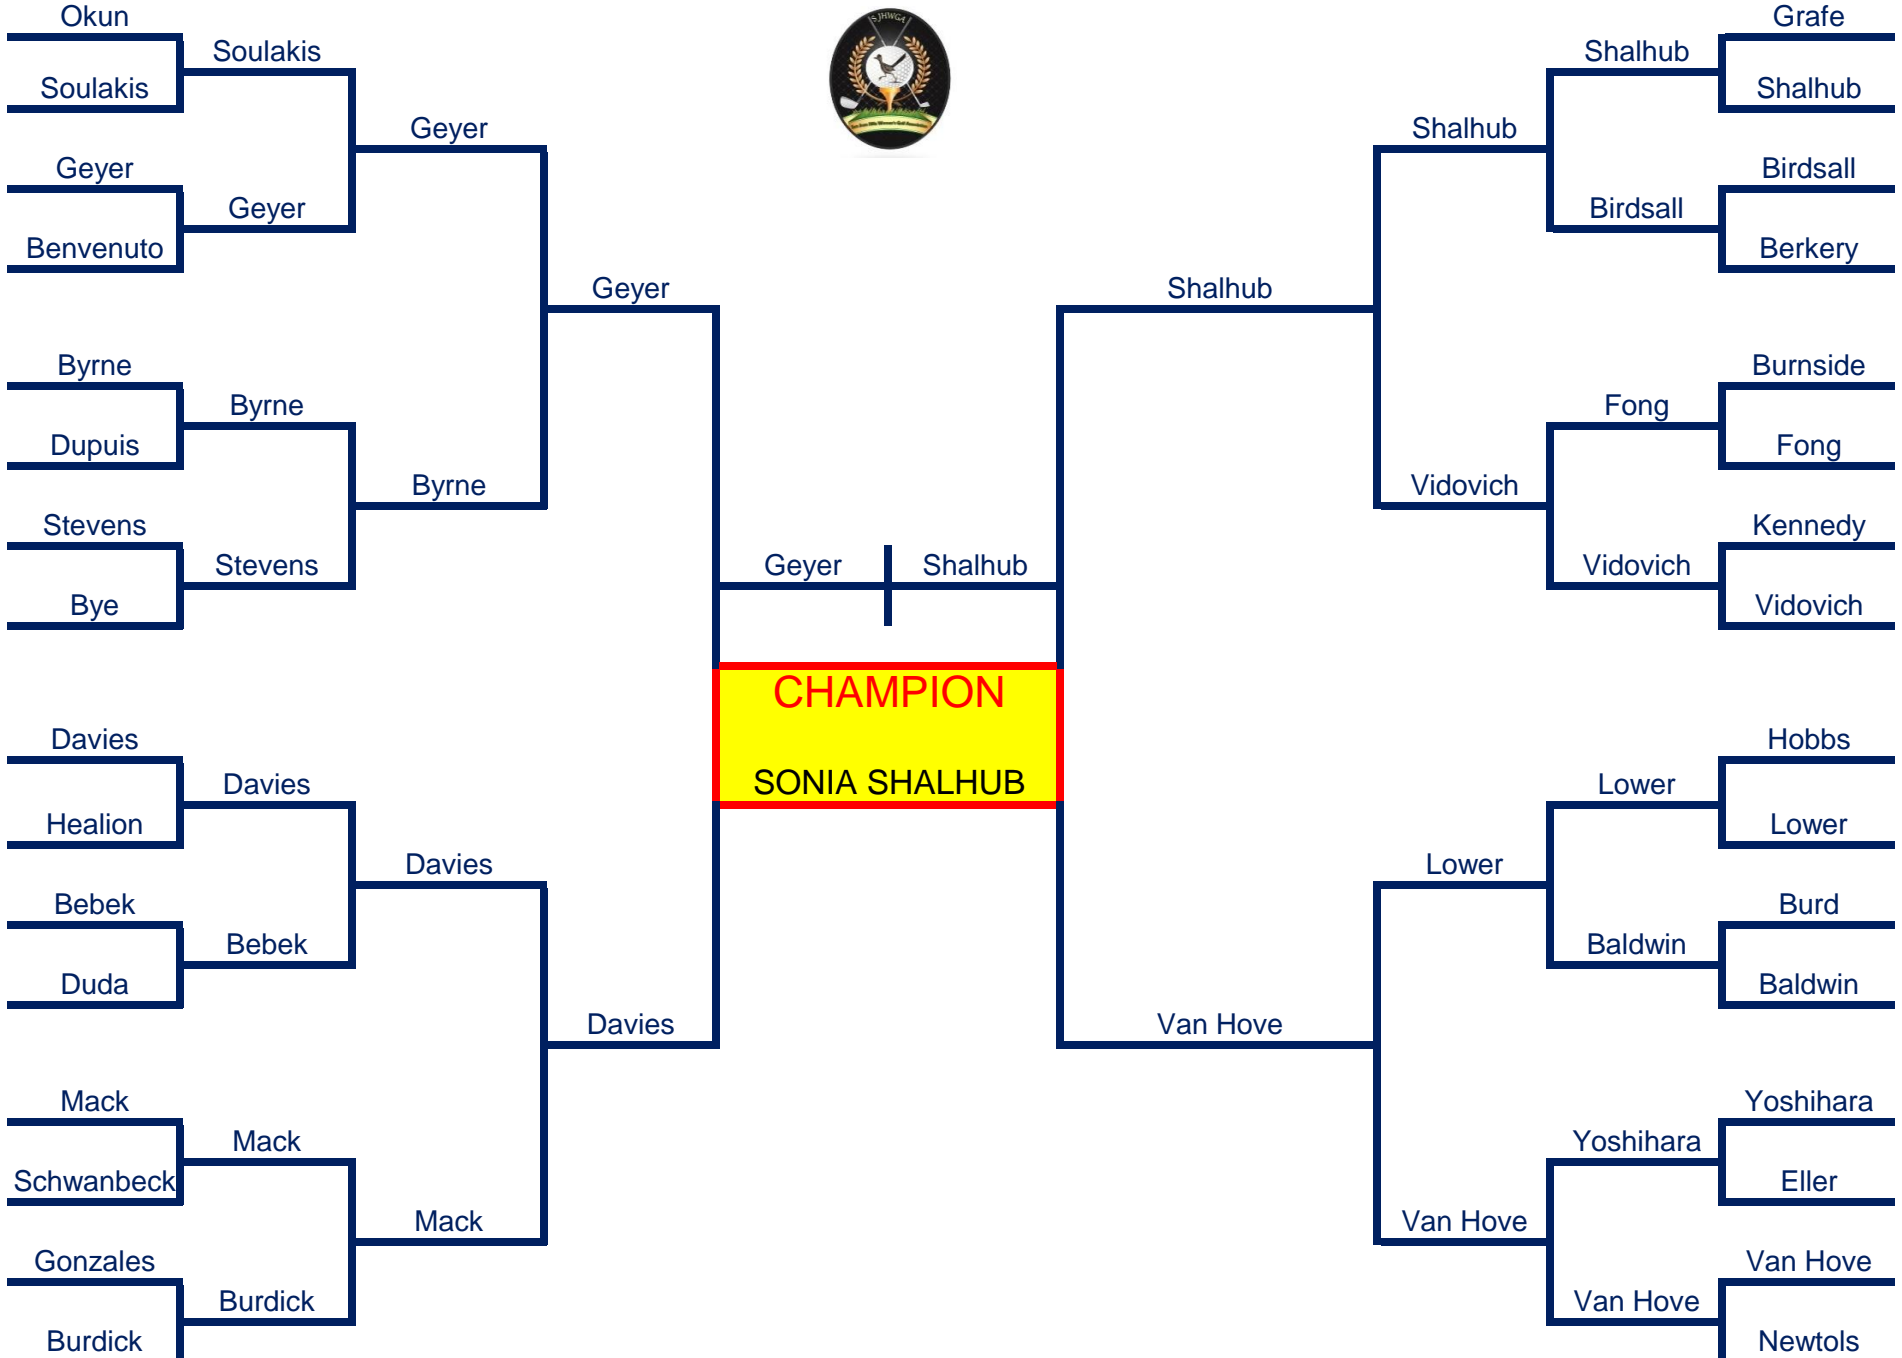 Okun
Grafe
Soulakis
Shalhub
Soulakis
Shalhub
SJHWGA
Geyer
Shalhub
Geyer
Birdsall
Geyer
Birdsall
Benvenuto
Berkery
Geyer
Shalhub
Byrne
Burnside
Byrne
Fong
Dupuis
Fong
Byrne
Vidovich
Stevens
Kennedy
Stevens
Geyer
Shalhub
Vidovich
Bye
Vidovich
CHAMPION
SONIA SHALHUB
Davies
Hobbs
Davies
Lower
Healion
Lower
Davies
Lower
Bebek
Burd
Bebek
Baldwin
Duda
Baldwin
Davies
Van Hove
Mack
Yoshihara
Mack
Yoshihara
Schwanbeck
Eller
Mack
Van Hove
Gonzales
Van Hove
Burdick
Van Hove
Burdick
Newtols